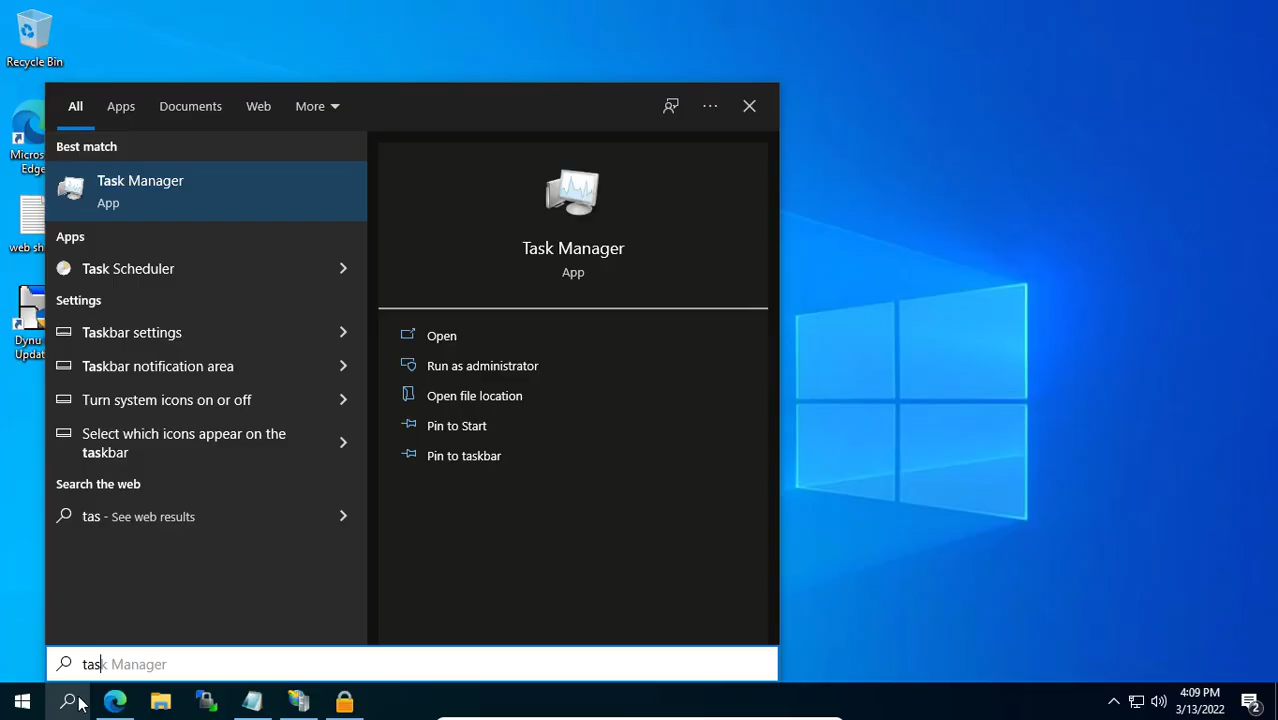 Recycle Bin
All Apps Documents Web More
Best match
Task Manager
App
Apps
Task Scheduler
Settings
Taskbar settings
Taskbar notification area
Turn system icons on or off
Select which icons appear on the
taskbar
Search the web
tas - See web results
Task Manager
App
Open
Run as administrator
Open file location
Pin to Start
Pin to taskbar
Edge
web
Dynu
Updat
task Manager
4:09 PM
3/13/2022
2